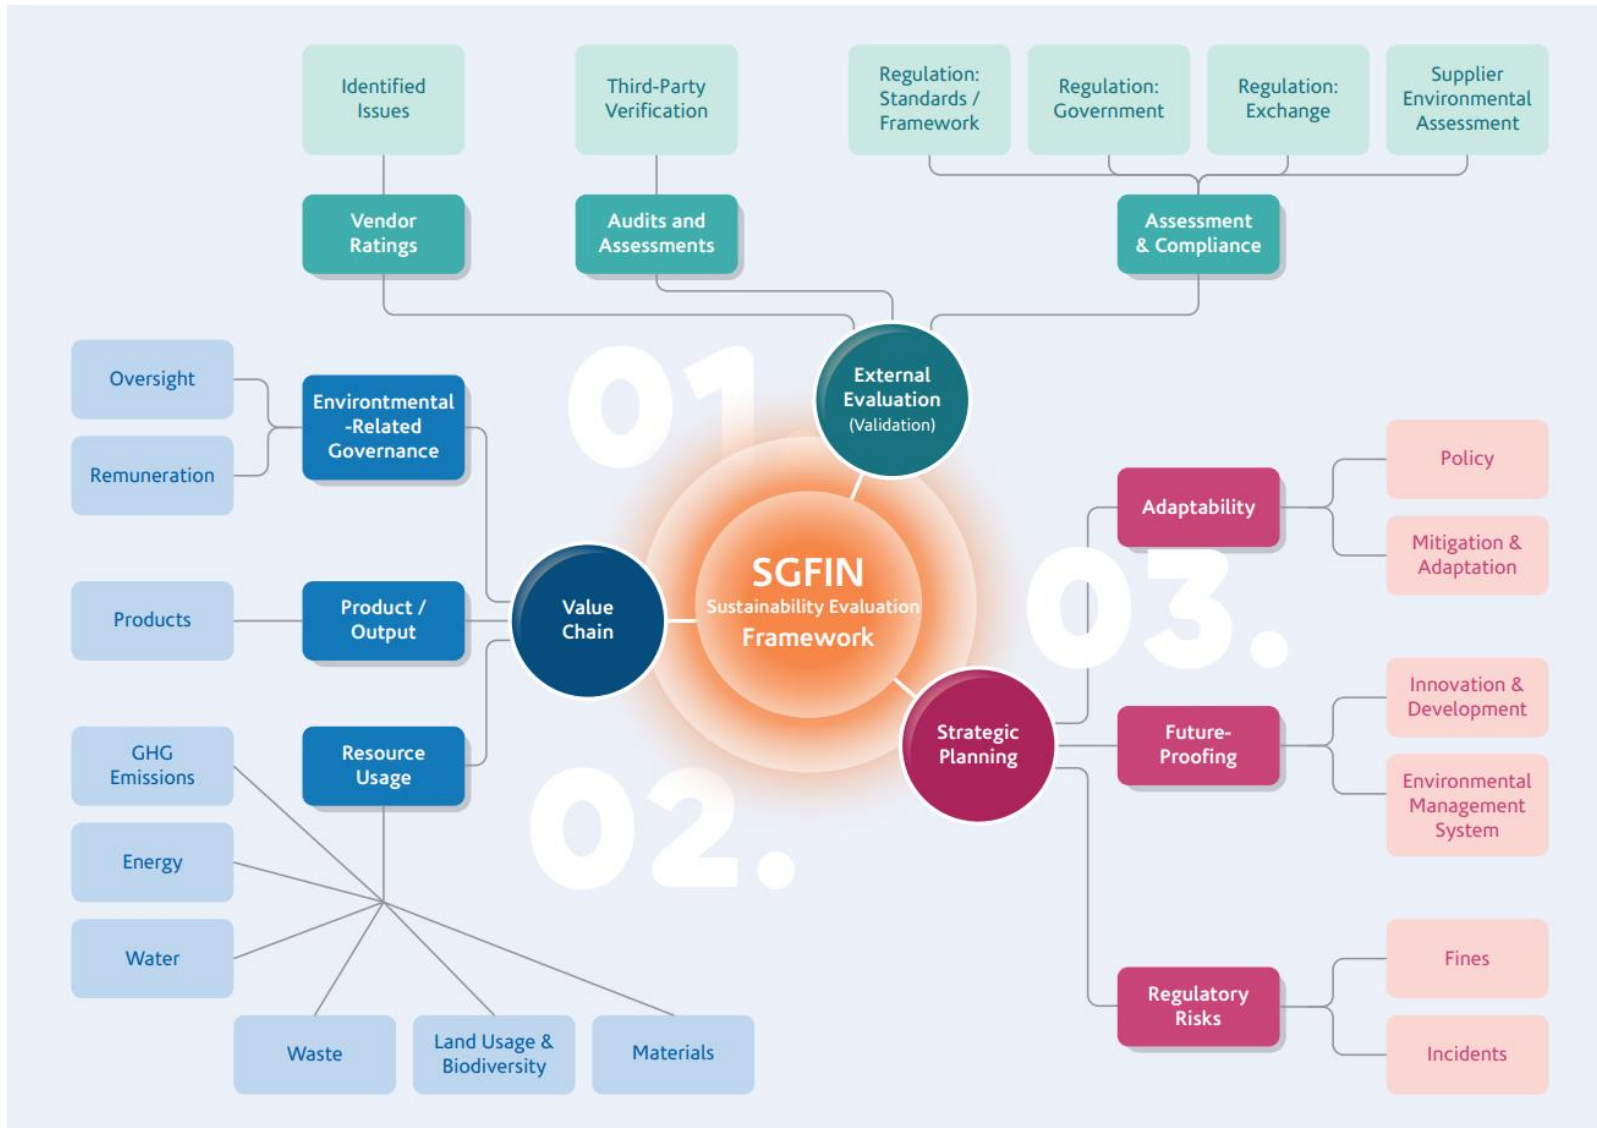 Identified
Issues
Third-Party
Verification
Regulation:
Standards /
Framework
Regulation:
Government
Regulation:
Exchange
Supplier
Environmental
Assessment
Vendor
Ratings
Audits and
Assessments
Assessment
& Compliance
01.
External
Evaluation
(Validation)
Oversight
Remuneration
Environtmental
-Related
Governance
Products
Product /
Output
Value
Chain
SGFIN
Sustainability Evaluation
Framework
GHG
Emissions
Energy
Water
Resource
Usage
Waste
Land Usage &
Biodiversity
Materials
02.
03.
Strategic
Planning
Adaptability
Policy
Mitigation &
Adaptation
Future-
Proofing
Innovation &
Development
Environmental
Management
System
Regulatory
Risks
Fines
Incidents